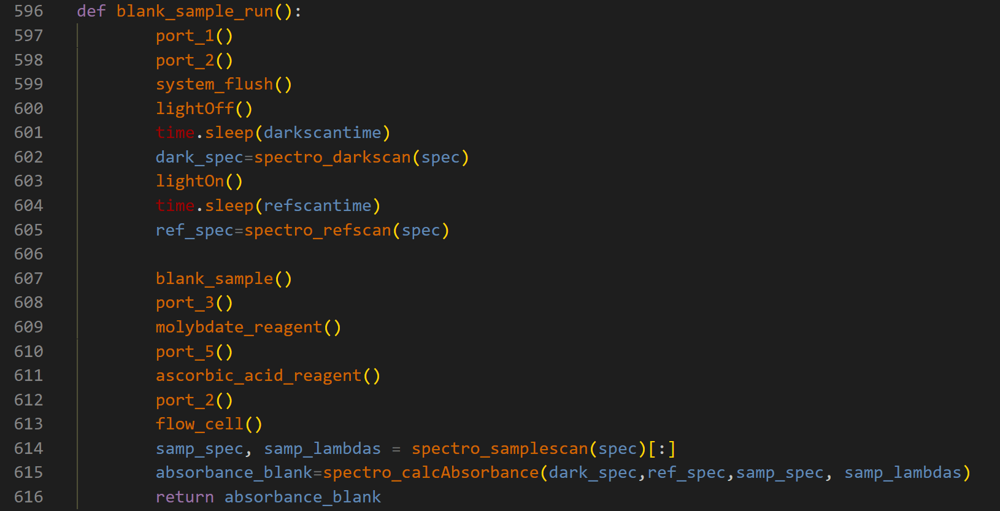 596 def blank_sample_run():
597 port_1()
598 port_2()
599 system_flush()
600 lightOff()
601 time.sleep(darkscantime)
602 dark_spec=spectro_darkscan(spec)
603 lightOn()
604 time.sleep(refscantime)
605 ref_spec=spectro_refscan(spec)
606
607 blank_sample()
608 port_3()
609 molybdate_reagent()
610 port_5()
611 ascorbic_acid_reagent()
612 port_2()
613 flow_cell()
614 samp_spec, samp_lambdas = spectro_samplescan(spec)[:]
615 absorbance_blank=spectro_calcAbsorbance(dark_spec,ref_spec,samp_spec, samp_lambdas)
616 return absorbance_blank